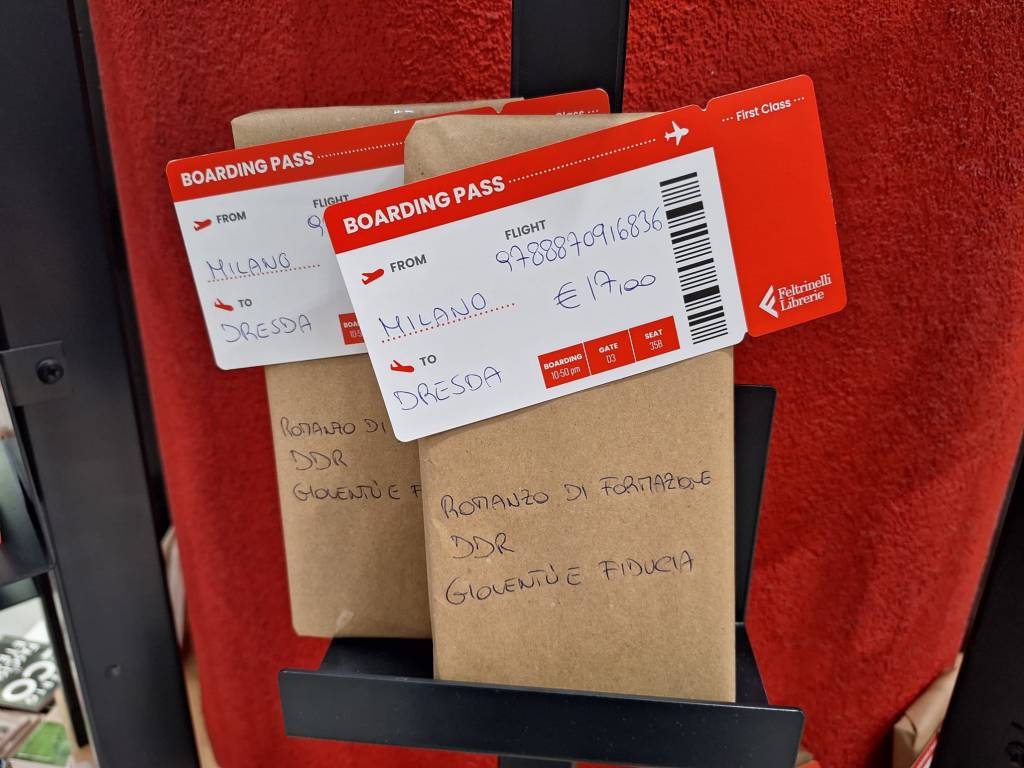 BOARDING PASS
Class
FROM
FLIGHT
MILANO
TO
DRESDA
ROMANZO DI
DDR
GIOVENTÙ E
BOARDING PASS
First Class
FROM
FLIGHT
9788870916836
MILANO
€ 17,00
TO
DRESDA
BOARDING
10:50 pm
GATE
D3
SEAT
35B
Feltrinelli
Librerie
ROMANZO DI FORMAZIONE
DDR
GIOVENTÙ E FIDUCIA